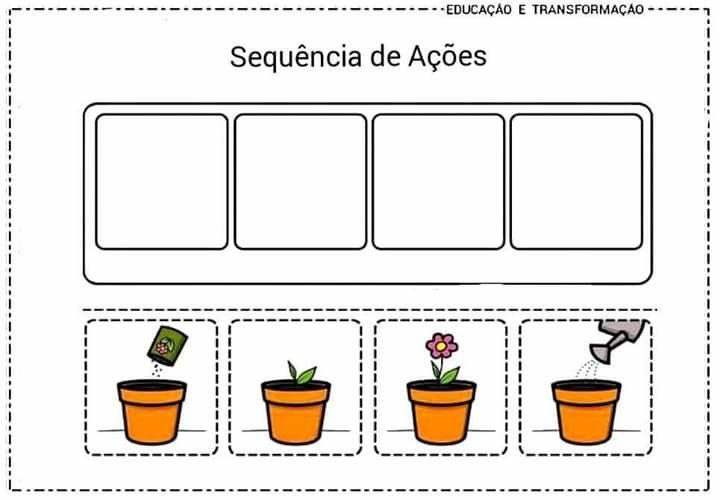 EDUCAÇÃO E TRANSFORMAÇÃO
Sequência de Ações